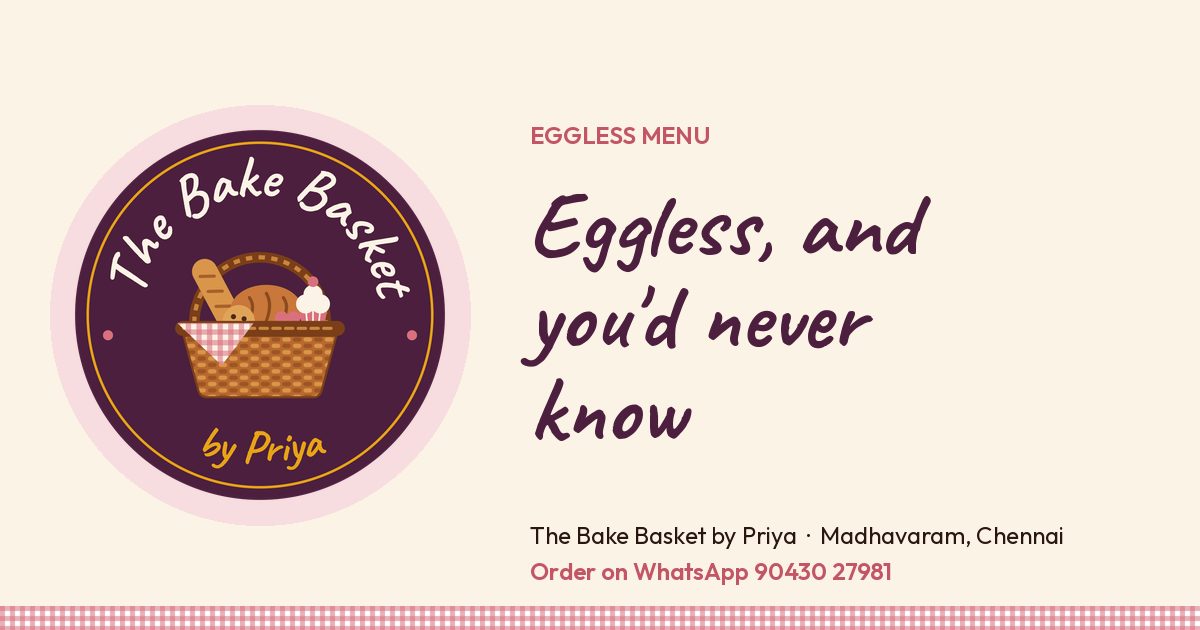 The Bake Basket
by Priya
EGGLESS MENU
Eggless, and
you'd never
know
The Bake Basket by Priya · Madhavaram, Chennai
Order on WhatsApp 90430 27981